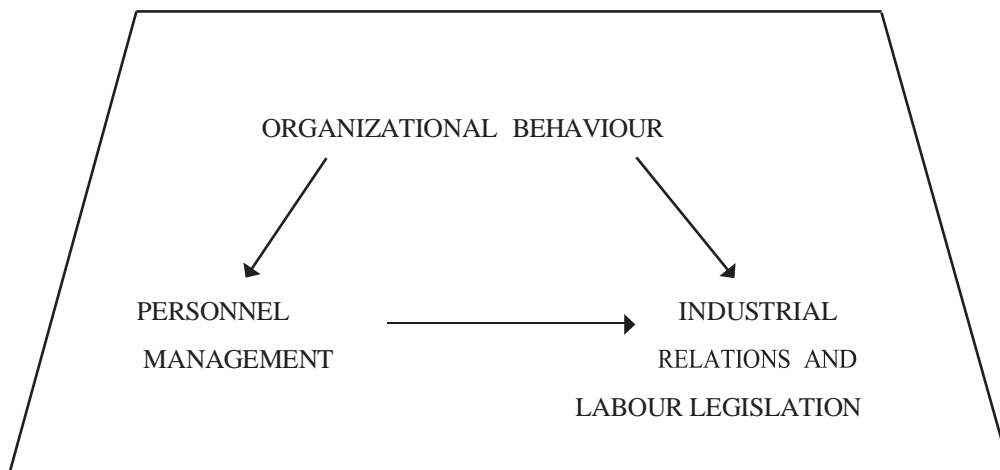 ORGANIZATIONAL BEHAVIOUR
PERSONNEL
MANAGEMENT
INDUSTRIAL
RELATIONS AND
LABOUR LEGISLATION